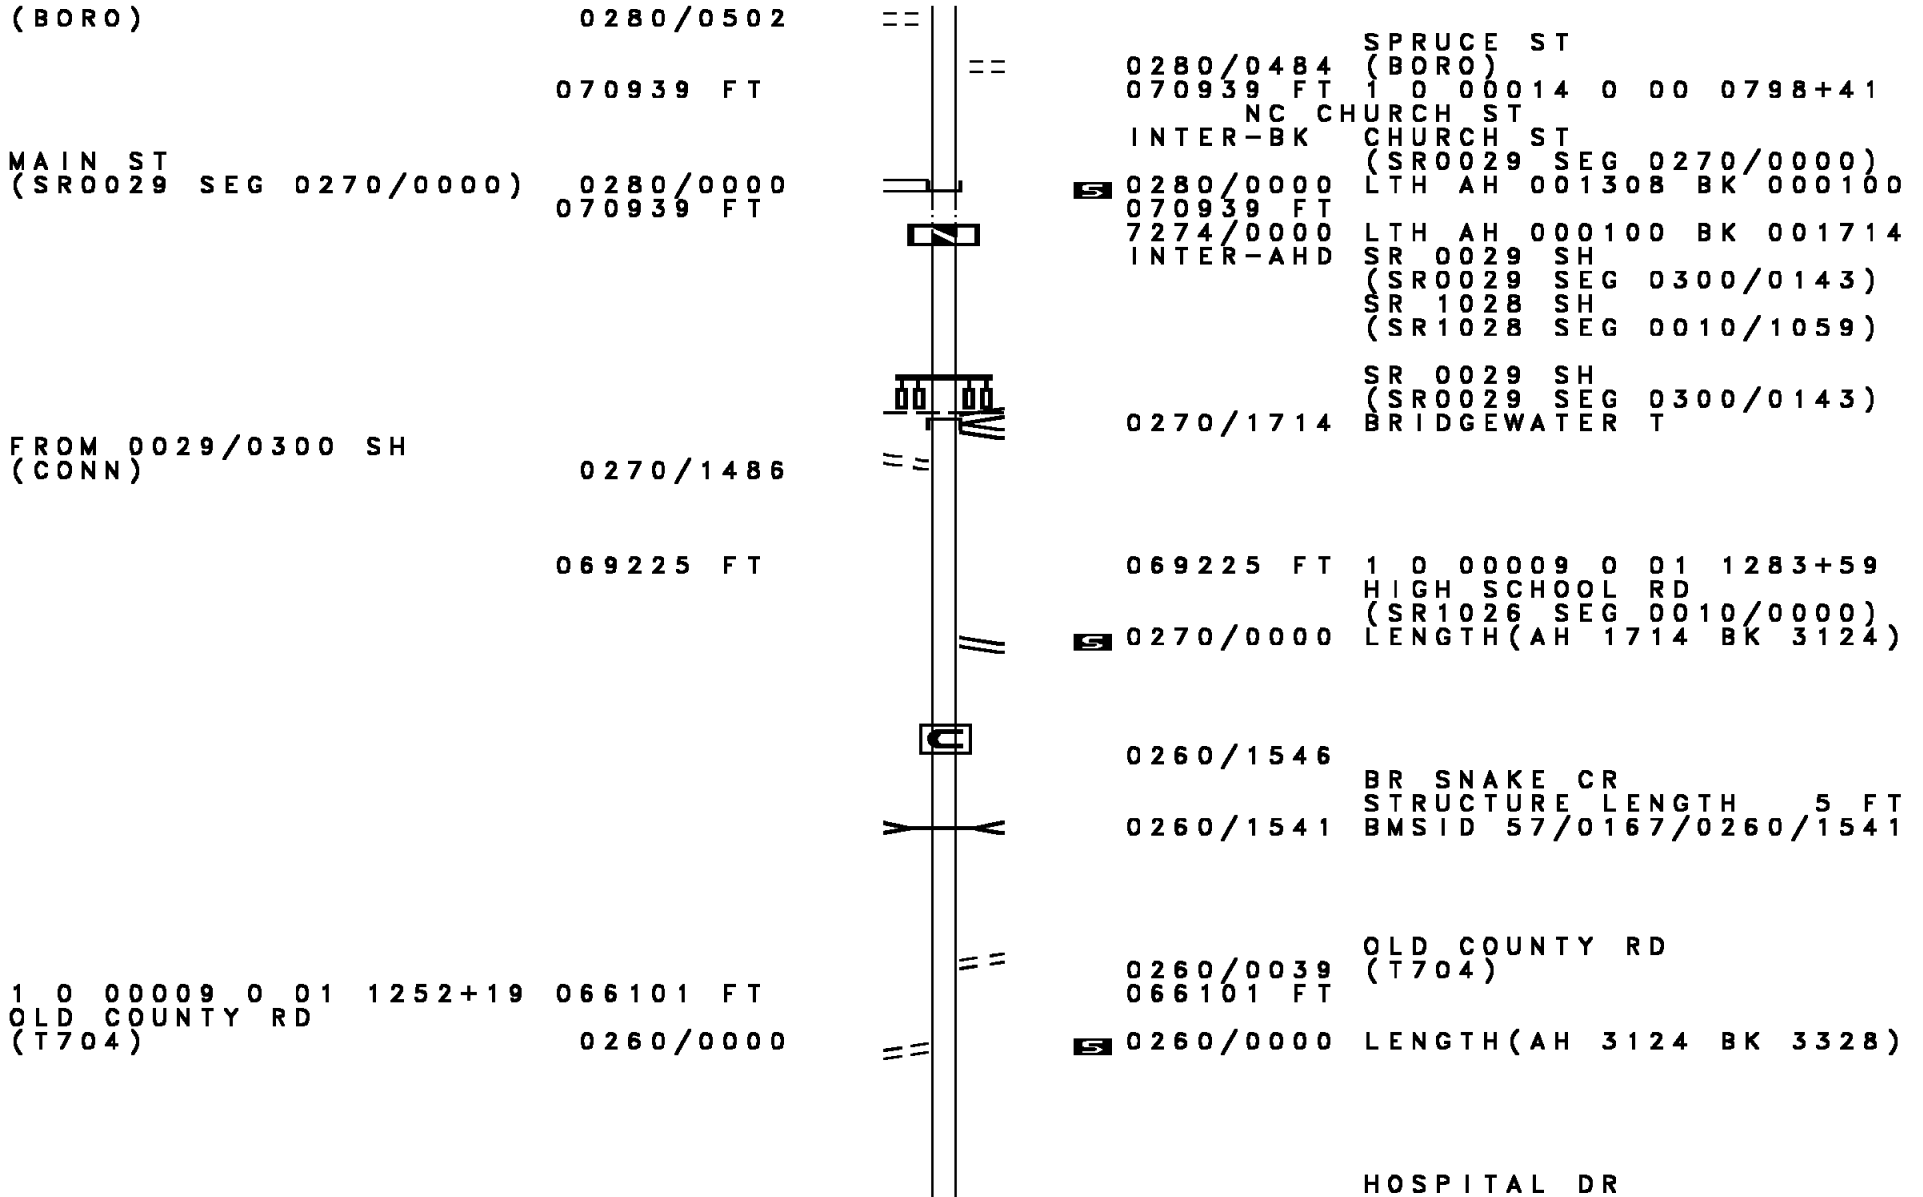 (BORO) 0280/0502
SPRUCE ST
0280/0484 (BORO)
070939 FT 070939 FT 1 0 00014 0 00 0798+41
NC CHURCH ST
INTER-BK CHURCH ST
MAIN ST (SR0029 SEG 0270/0000)
(SR0029 SEG 0270/0000) 0280/0000 S 0280/0000 LTH AH 001308 BK 000100
070939 FT 070939 FT
7274/0000 LTH AH 000100 BK 001714
INTER-AHD SR 0029 SH
(SR0029 SEG 0300/0143)
SR 1028 SH
(SR1028 SEG 0010/1059)
SR 0029 SH
(SR0029 SEG 0300/0143)
0270/1714 BRIDGEWATER T
FROM 0029/0300 SH
(CONN) 0270/1486
069225 FT 069225 FT 1 0 00009 0 01 1283+59
HIGH SCHOOL RD
(SR1026 SEG 0010/0000)
S 0270/0000 LENGTH(AH 1714 BK 3124)
0260/1546
BR SNAKE CR
STRUCTURE LENGTH 5 FT
0260/1541 BMSID 57/0167/0260/1541
OLD COUNTY RD
0260/0039 (T704)
1 0 00009 0 01 1252+19 066101 FT 066101 FT
OLD COUNTY RD
(T704) 0260/0000 S 0260/0000 LENGTH(AH 3124 BK 3328)
HOSPITAL DR